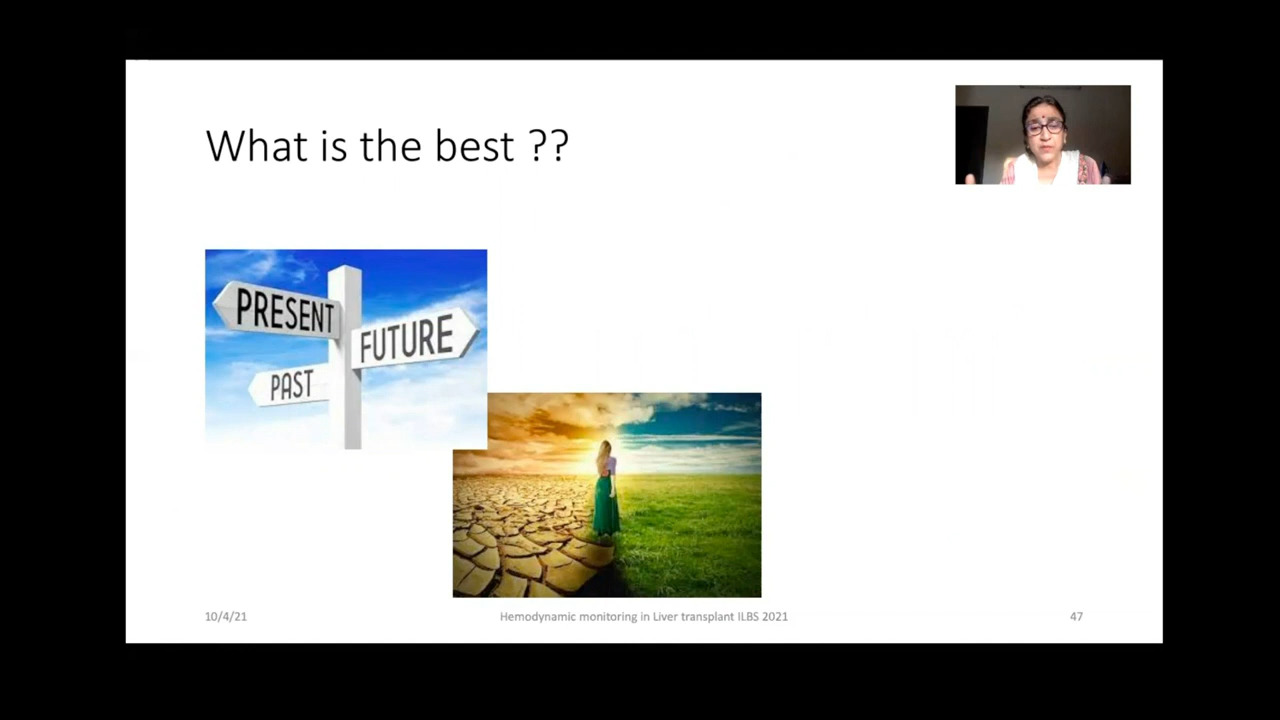 What is the best ??
PRESENT
FUTURE
PAST
10/4/21
Hemodynamic monitoring in Liver transplant ILBS 2021
47